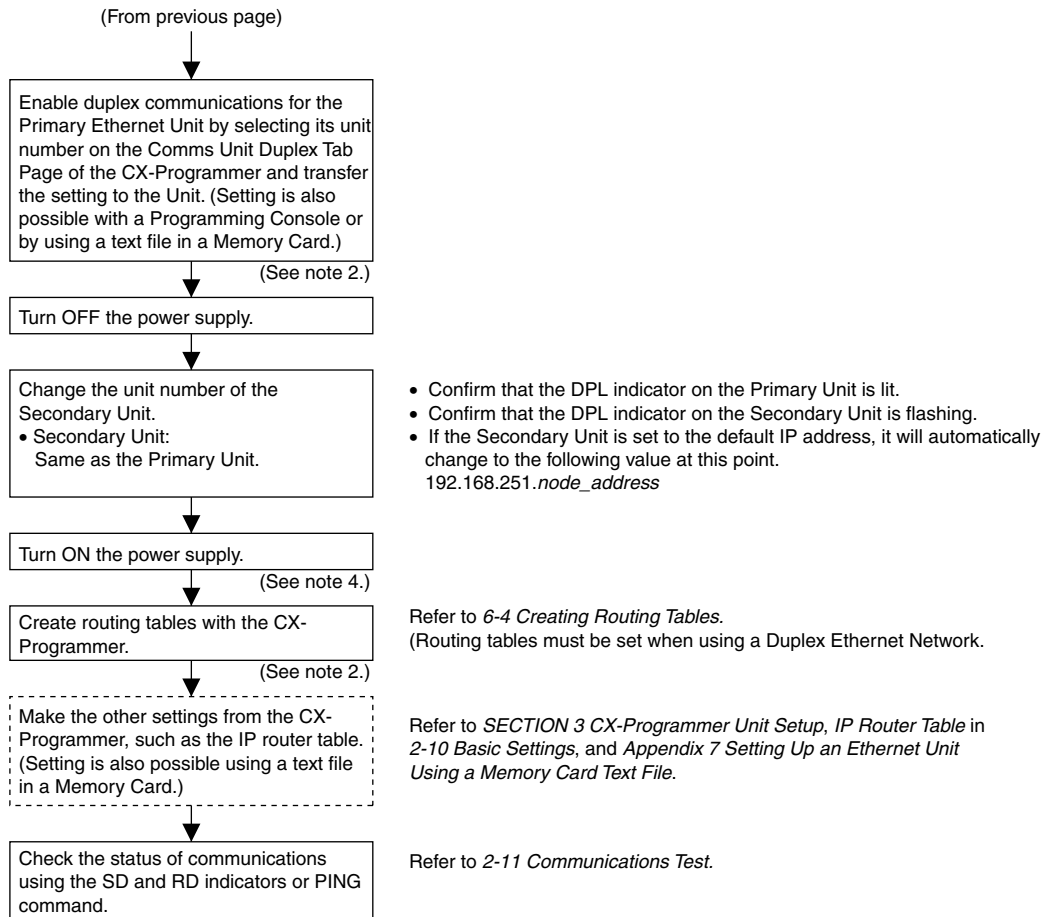 (From previous page)
Enable duplex communications for the
Primary Ethernet Unit by selecting its unit
number on the Comms Unit Duplex Tab
Page of the CX-Programmer and transfer
the setting to the Unit. (Setting is also
possible with a Programming Console or
by using a text file in a Memory Card.)
(See note 2.)
Turn OFF the power supply.
Change the unit number of the
Secondary Unit.
• Secondary Unit:
Same as the Primary Unit.
• Confirm that the DPL indicator on the Primary Unit is lit.
• Confirm that the DPL indicator on the Secondary Unit is flashing.
• If the Secondary Unit is set to the default IP address, it will automatically
change to the following value at this point.
192.168.251.node_address
Turn ON the power supply.
(See note 4.)
Create routing tables with the CX-
Programmer.
Refer to 6-4 Creating Routing Tables.
(Routing tables must be set when using a Duplex Ethernet Network.
(See note 2.)
Make the other settings from the CX-
Programmer, such as the IP router table.
(Setting is also possible using a text file
in a Memory Card.)
Refer to SECTION 3 CX-Programmer Unit Setup, IP Router Table in
2-10 Basic Settings, and Appendix 7 Setting Up an Ethernet Unit
Using a Memory Card Text File.
Check the status of communications
using the SD and RD indicators or PING
command.
Refer to 2-11 Communications Test.